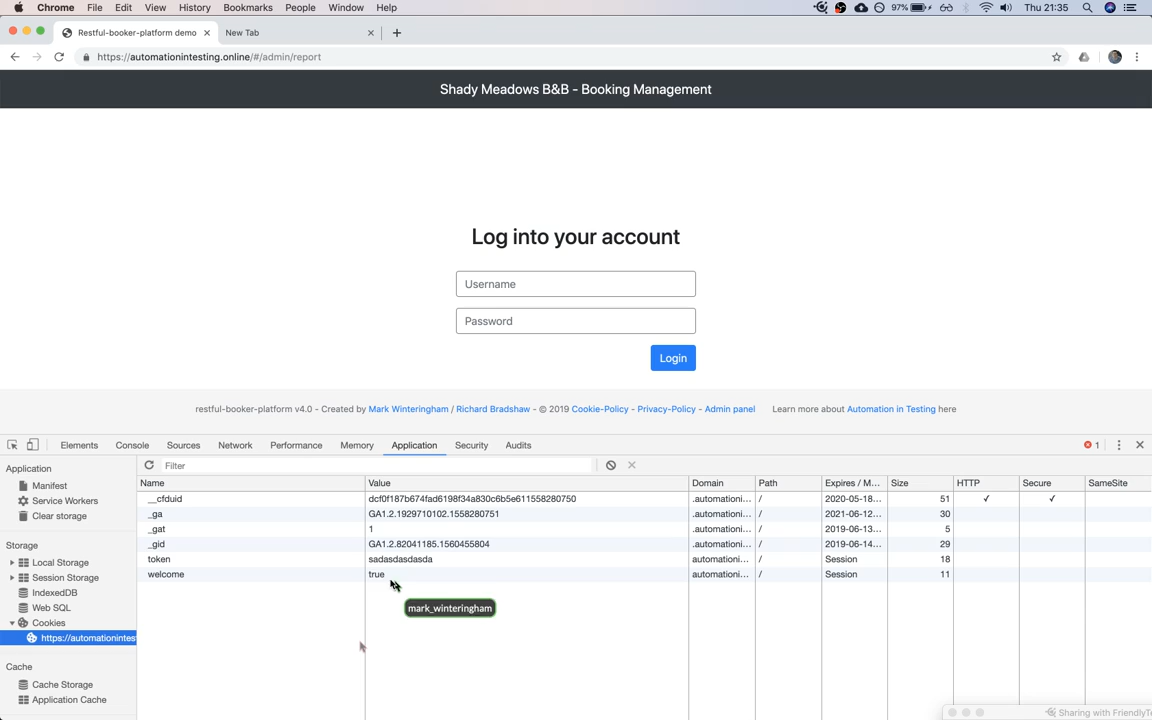 Chrome File Edit View History Bookmarks People Window Help 97% Thu 21:35
Restful-booker-platform demo New Tab
https://automationintesting.online/#/admin/report
Shady Meadows B&B - Booking Management
Log into your account
Username
Password
Login
restful-booker-platform v4.0 - Created by Mark Winteringham / Richard Bradshaw - © 2019 Cookie-Policy - Privacy-Policy - Admin panel Learn more about Automation in Testing here
Elements Console Sources Network Performance Memory Application Security Audits 1
Application
Manifest
Service Workers
Clear storage
Storage
Local Storage
Session Storage
IndexedDB
Web SQL
Cookies
https://automationintest
Cache
Cache Storage
Application Cache
Filter
Name Value Domain Path Expires / M... Size HTTP Secure SameSite
__cfduid dcf0f187b674fad6198f34a830c6b5e611558280750 .automationi... / 2020-05-18... 51 ✓ ✓
_ga GA1.2.1929710102.1558280751 .automationi... / 2021-06-12... 30
_gat 1 .automationi... / 2019-06-13... 5
_gid GA1.2.82041185.1560455804 .automationi... / 2019-06-14... 29
token sadasdasdasda automationi... / Session 18
welcome true automationi... / Session 11
mark_winteringham
Sharing with FriendlyTe